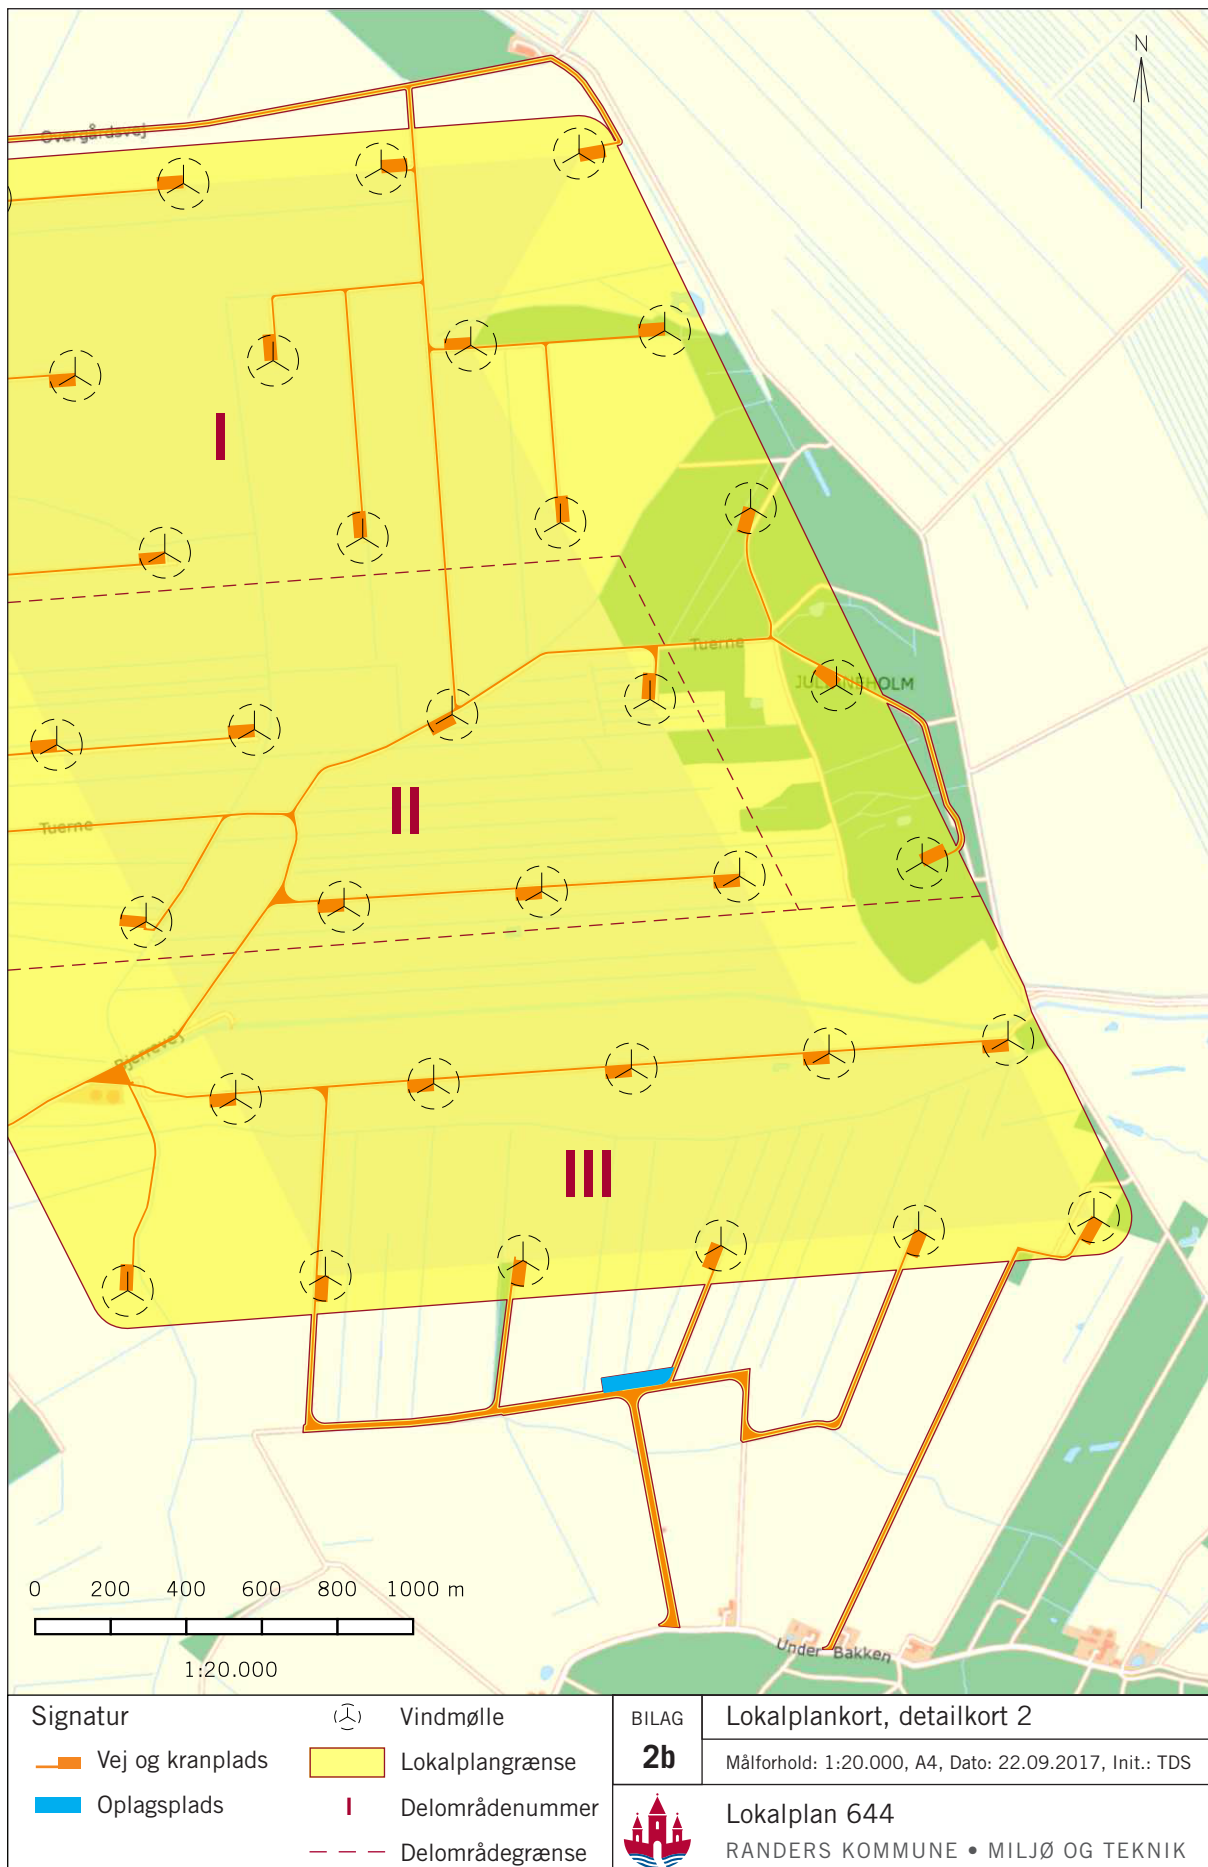 N
Overgårdsvej
I
Tuerne
JULIANEHOLM
II
Tuerne
Bjerrevej
III
0 200 400 600 800 1000 m
1:20.000
Under Bakken
Signatur
Vej og kranplads
Oplagsplads
Vindmølle
Lokalplangrænse
I Delområdenummer
Delområdegrænse
BILAG
2b
Lokalplankort, detailkort 2
Målforhold: 1:20.000, A4, Dato: 22.09.2017, Init.: TDS
Lokalplan 644
RANDERS KOMMUNE • MILJØ OG TEKNIK